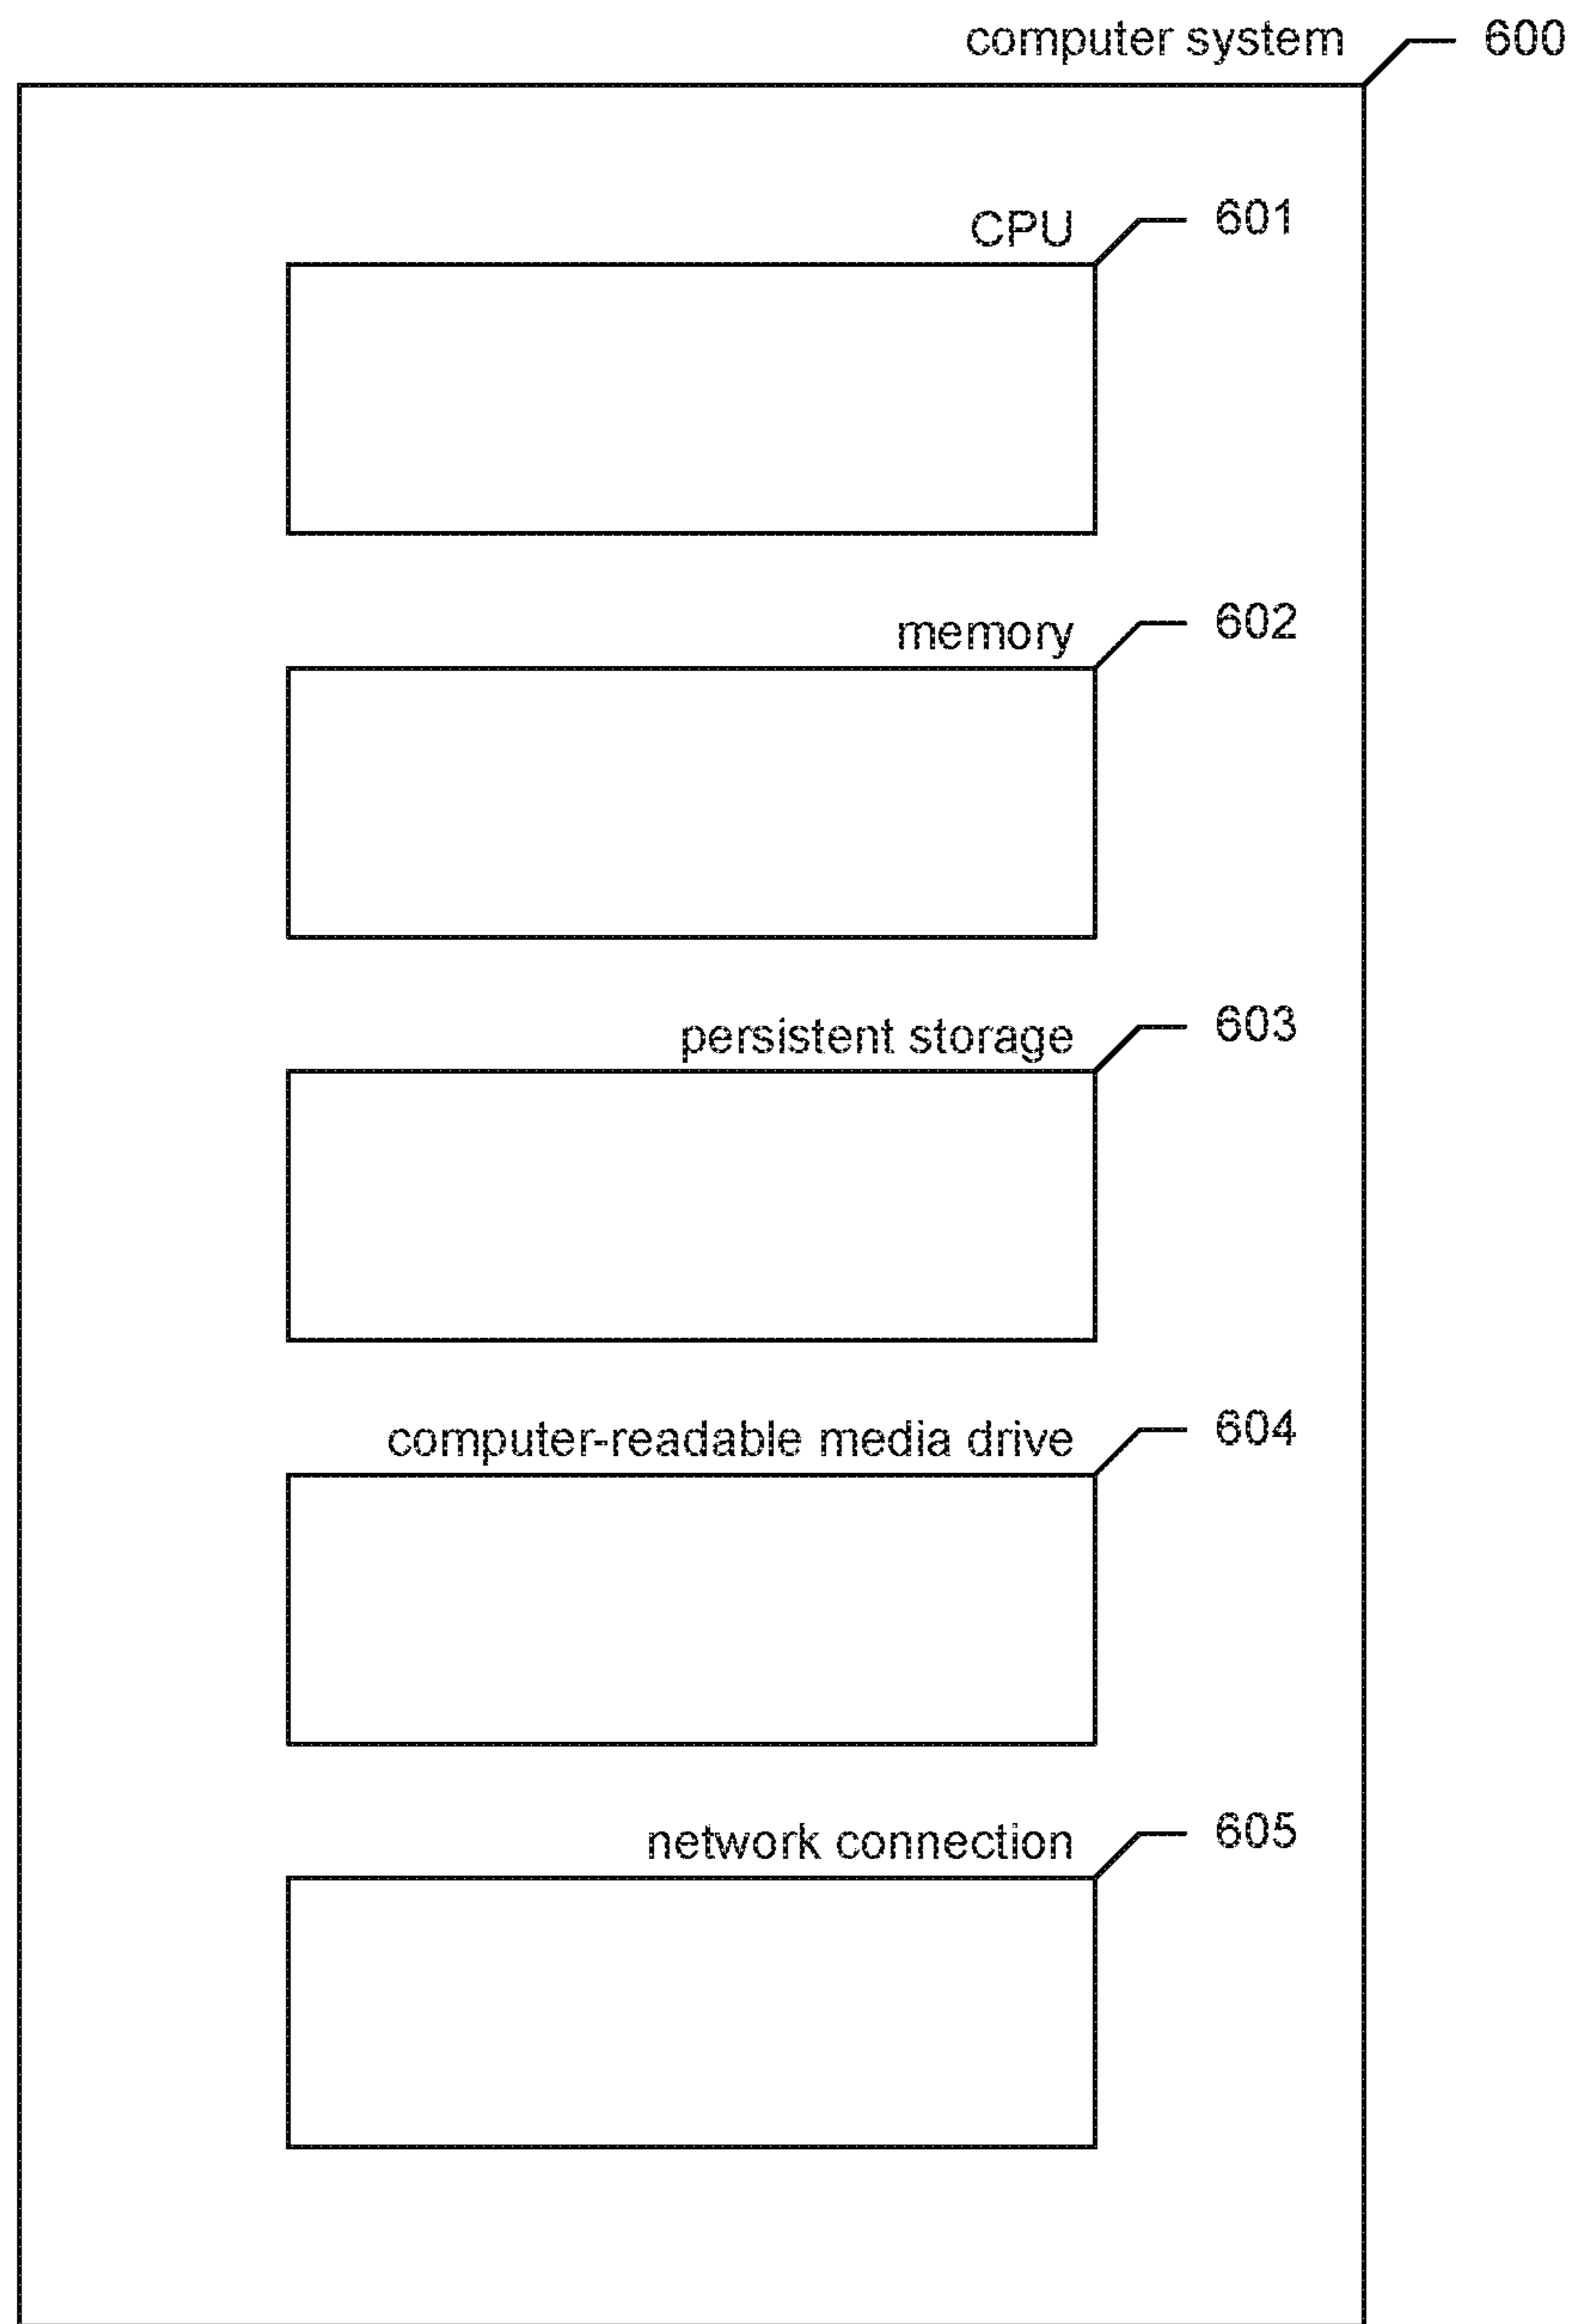 computer system 600
CPU 601
memory 602
persistent storage 603
computer-readable media drive 604
network connection 605